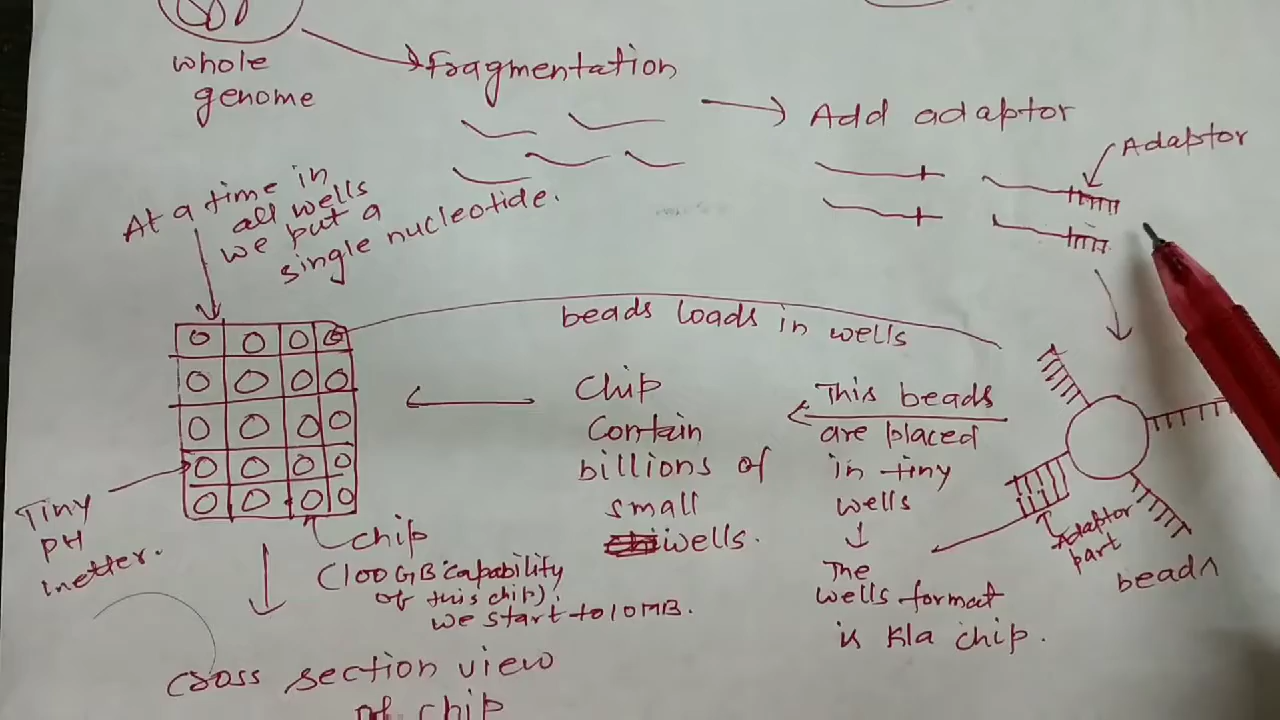 whole
genome
Fragmentation
Add adaptor
Adaptor
At a time in
all wells
we put a
single nucleotide.
beads loads in wells
Chip
Contain
billions of
small
wells.
This beads
are placed
in tiny
wells
The
wells format
is kla chip.
Adaptor
part
bead
Tiny
PH
metter.
chip
(100 GB capability
of this chip).
we start to 10 MB.
cross section view
of chip